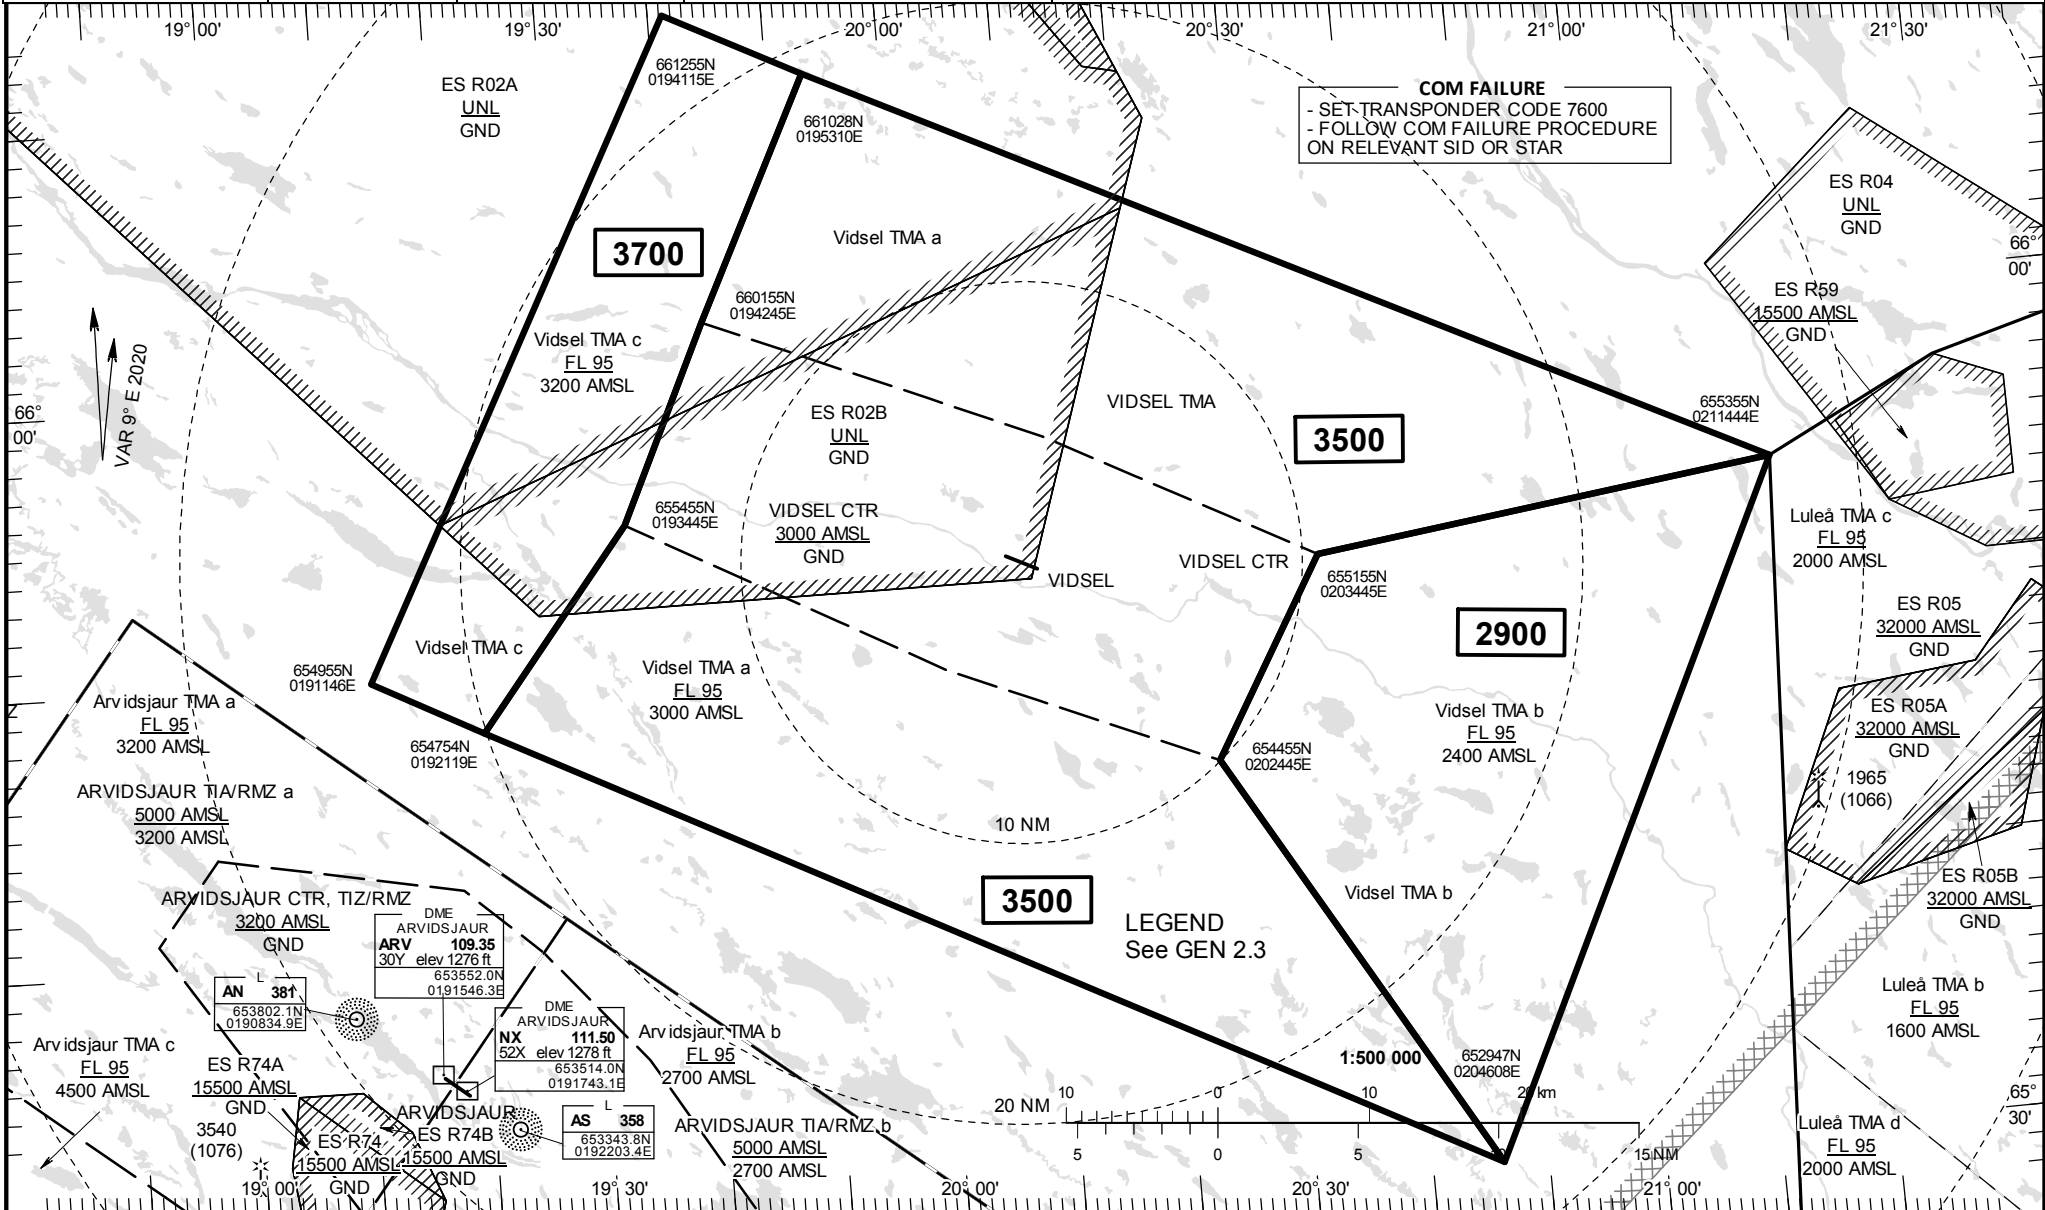 19° 00'
19° 30'
20° 00'
20° 30'
21° 00'
21° 30'
661255N
0194115E
ES R02A
UNL
GND
661028N
0195310E
COM FAILURE
- SET TRANSPONDER CODE 7600
- FOLLOW COM FAILURE PROCEDURE
ON RELEVANT SID OR STAR
ES R04
UNL
GND
66°
00'
3700
Vidsel TMA a
660155N
0194245E
ES R59
15500 AMSL
GND
VAR 9° E 2020
Vidsel TMA c
FL 95
3200 AMSL
66°
00'
ES R02B
UNL
GND
VIDSEL TMA
3500
655355N
0211444E
655455N
0193445E
VIDSEL CTR
3000 AMSL
GND
VIDSEL CTR
VIDSEL
655155N
0203445E
Luleå TMA c
FL 95
2000 AMSL
2900
ES R05
32000 AMSL
GND
Vidsel TMA c
654955N
0191146E
Vidsel TMA a
FL 95
3000 AMSL
654754N
0192119E
Arvidsjaur TMA a
FL 95
3200 AMSL
654455N
0202445E
Vidsel TMA b
FL 95
2400 AMSL
ES R05A
32000 AMSL
GND
1965
(1066)
ARVIDSJAUR TIA/RMZ a
5000 AMSL
3200 AMSL
10 NM
ARVIDSJAUR CTR, TIZ/RMZ
3200 AMSL
GND
3500
LEGEND
See GEN 2.3
Vidsel TMA b
ES R05B
32000 AMSL
GND
DME
ARVIDSJAUR
ARV 109.35
30Y elev 1276 ft
653552.0N
0191546.3E
L
AN 381
653802.1N
0190834.9E
DME
ARVIDSJAUR
NX 111.50
52X elev 1278 ft
653514.0N
0191743.1E
Luleå TMA b
FL 95
1600 AMSL
Arvidsjaur TMA c
FL 95
4500 AMSL
Arvidsjaur TMA b
FL 95
2700 AMSL
1:500 000
652947N
0204608E
ES R74A
15500 AMSL
GND
3540
(1076)
ES R74
15500 AMSL
GND
ARVIDSJAUR
ES R74B
15500 AMSL
GND
L
AS 358
653343.8N
0192203.4E
20 NM
10 0 10 20 km
5 0 5 10 15 NM
ARVIDSJAUR TIA/RMZ b
5000 AMSL
2700 AMSL
65°
30'
Luleå TMA d
FL 95
2000 AMSL
19° 00'
19° 30'
20° 00'
20° 30'
21° 00'